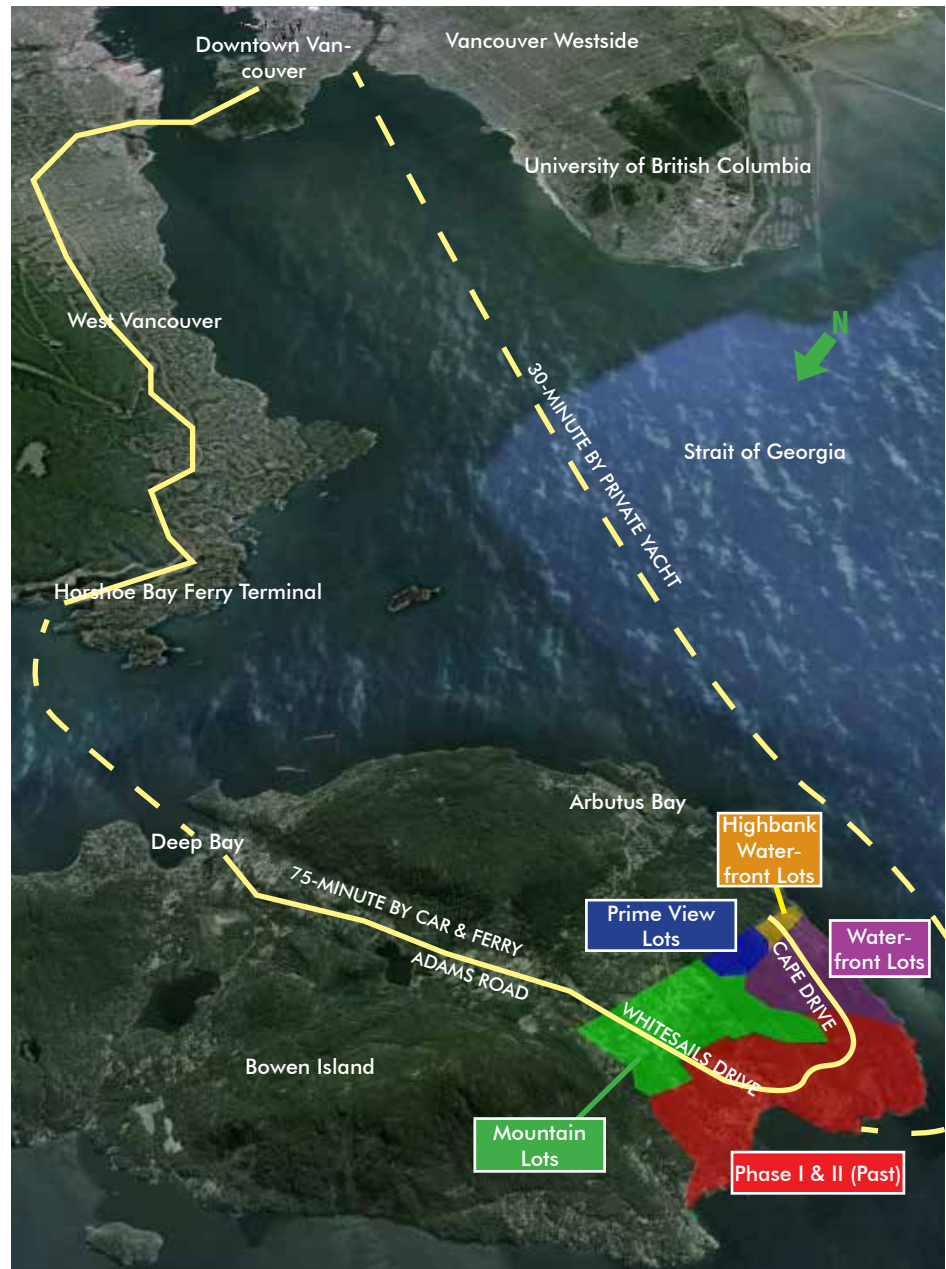 Downtown Van-
couver
Vancouver Westside
University of British Columbia
West Vancouver
N
30-MINUTE BY PRIVATE YACHT
Strait of Georgia
Horshoe Bay Ferry Terminal
Arbutus Bay
Deep Bay
Highbank
Water-
front Lots
75-MINUTE BY CAR & FERRY
Prime View
Lots
Water-
front Lots
ADAMS ROAD
CAPE DRIVE
WHITESAILS DRIVE
Bowen Island
Mountain
Lots
Phase I & II (Past)